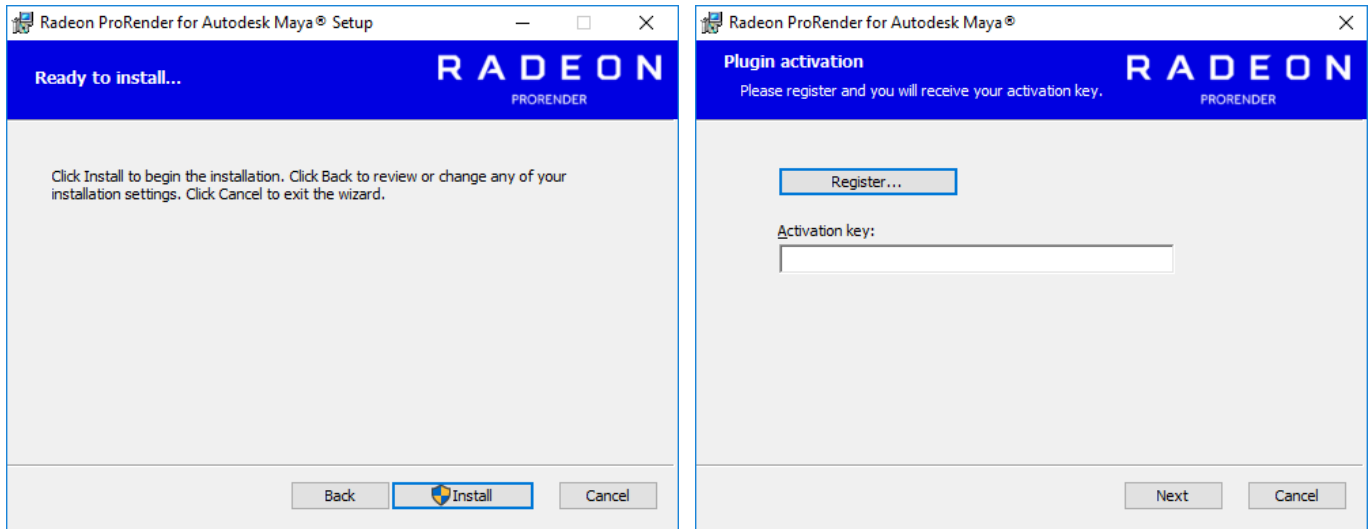 Radeon ProRender for Autodesk Maya® Setup
Ready to install...
RADEON
PRORENDER
Click Install to begin the installation. Click Back to review or change any of your
installation settings. Click Cancel to exit the wizard.
Back
Install
Cancel
Radeon ProRender for Autodesk Maya®
Plugin activation
Please register and you will receive your activation key.
RADEON
PRORENDER
Register...
Activation key:
Next
Cancel